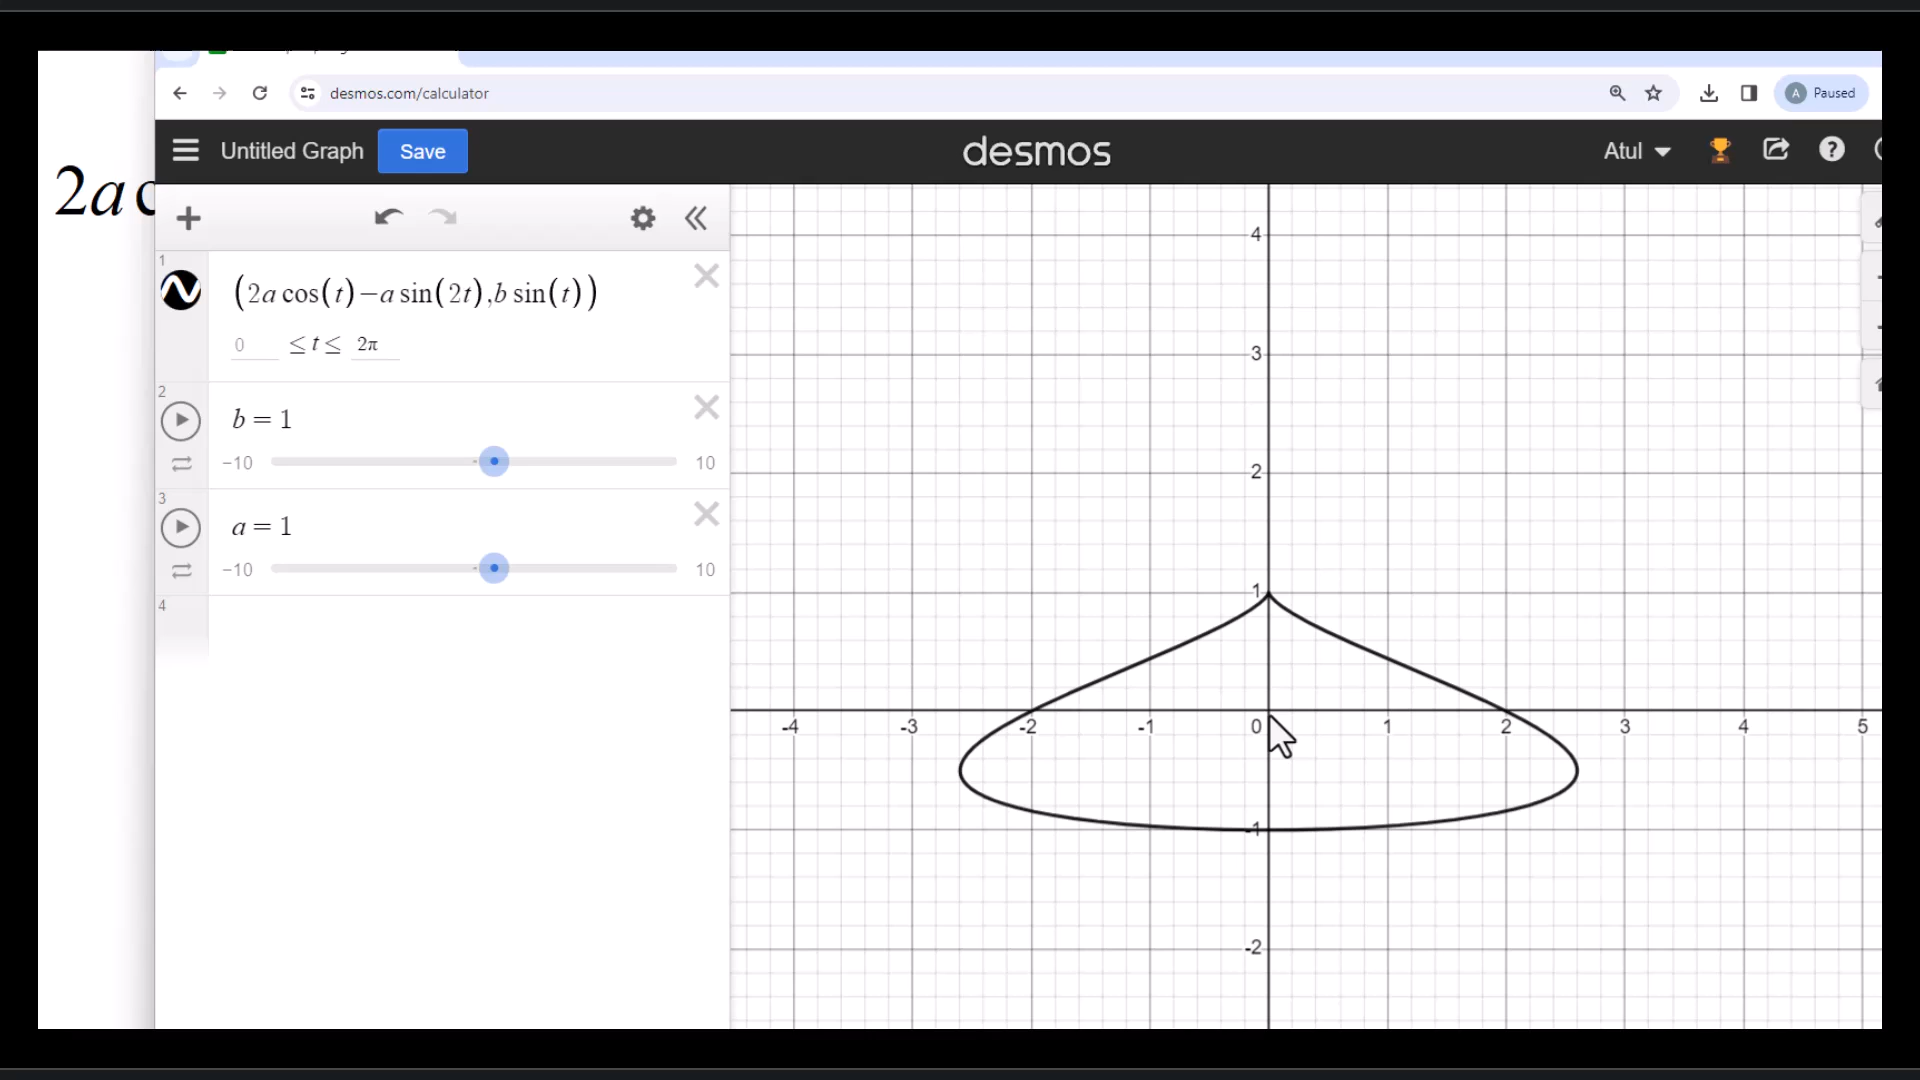 desmos.com/calculator
A Paused
2a c
Untitled Graph Save desmos Atul ?
1
(2a cos(t)−a sin(2t),b sin(t))
0 ≤ t ≤ 2π
2
b = 1
−10 10
3
a = 1
−10 10
4
4
3
2
1
-4 -3 -2 -1 0 1 2 3 4 5
-1
-2